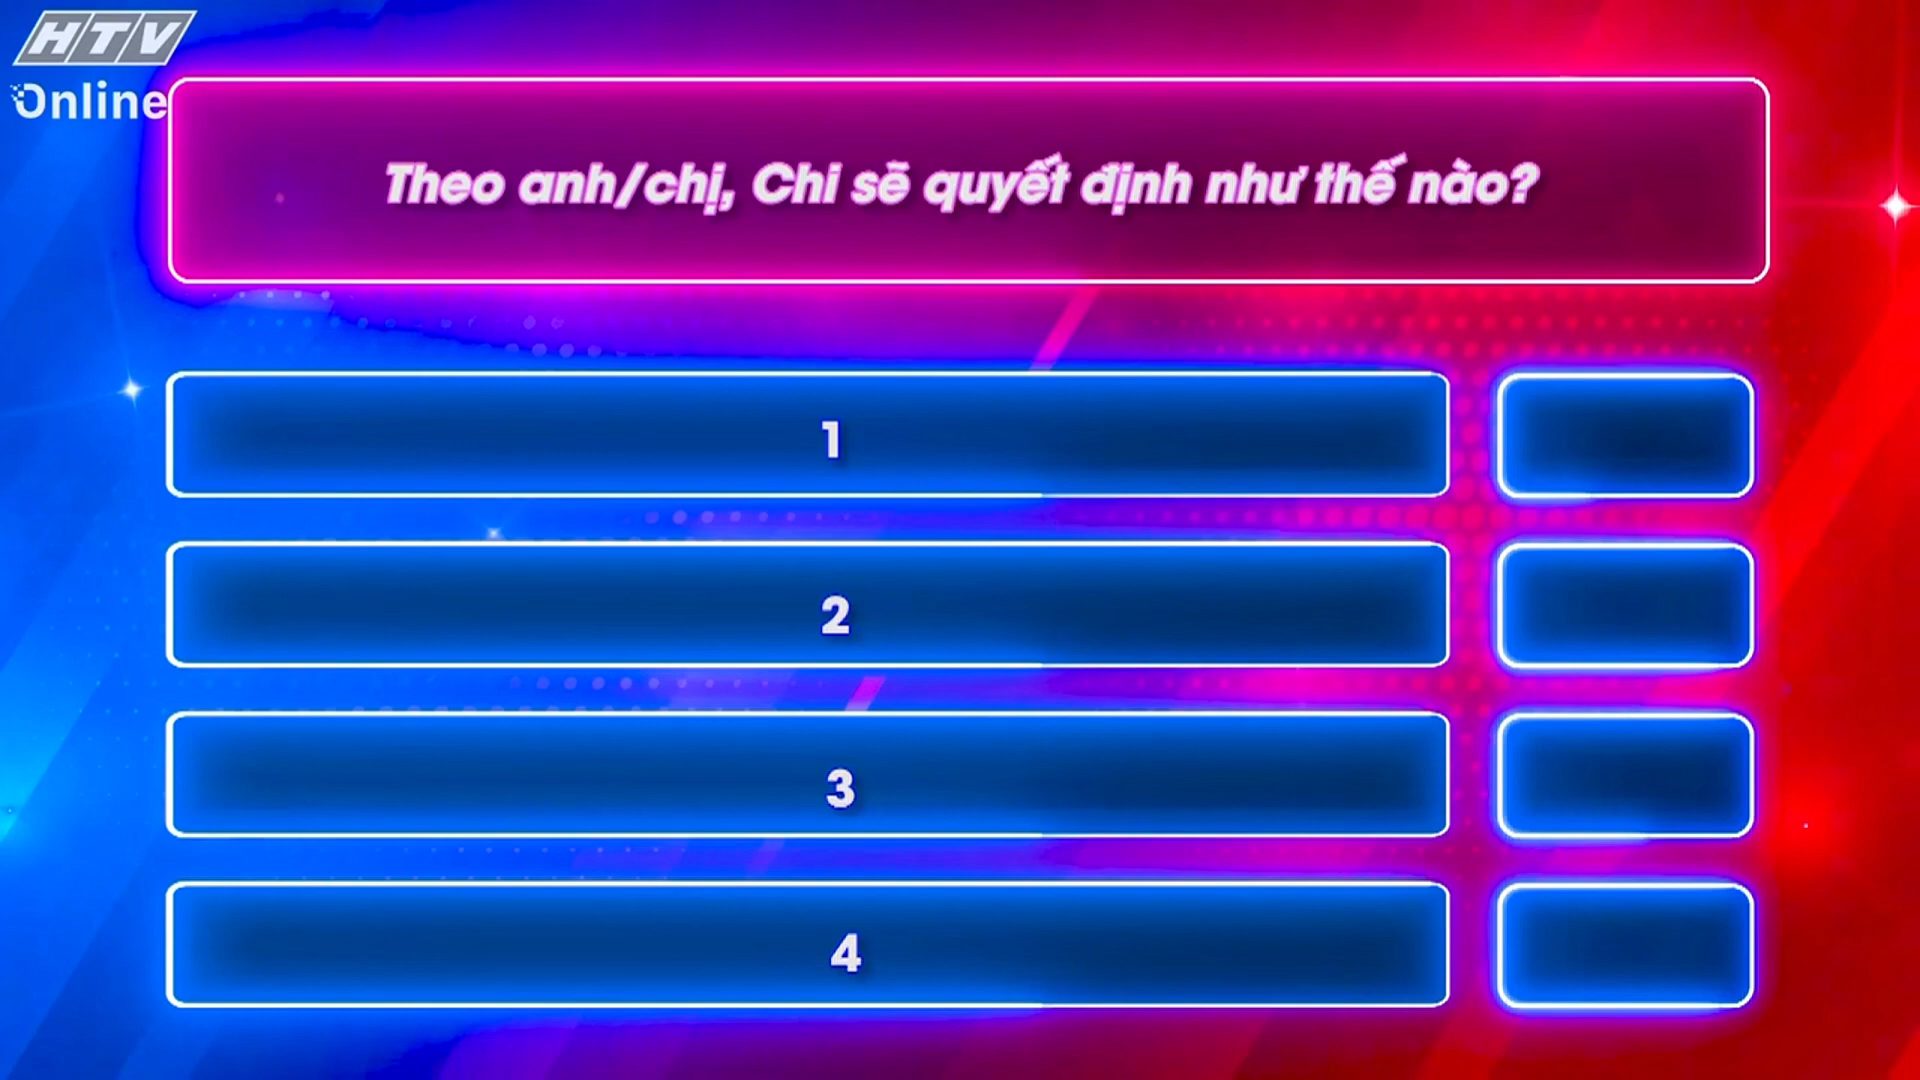 HTV
Online
Theo anh/chị, Chi sẽ quyết định như thế nào?
1
2
3
4